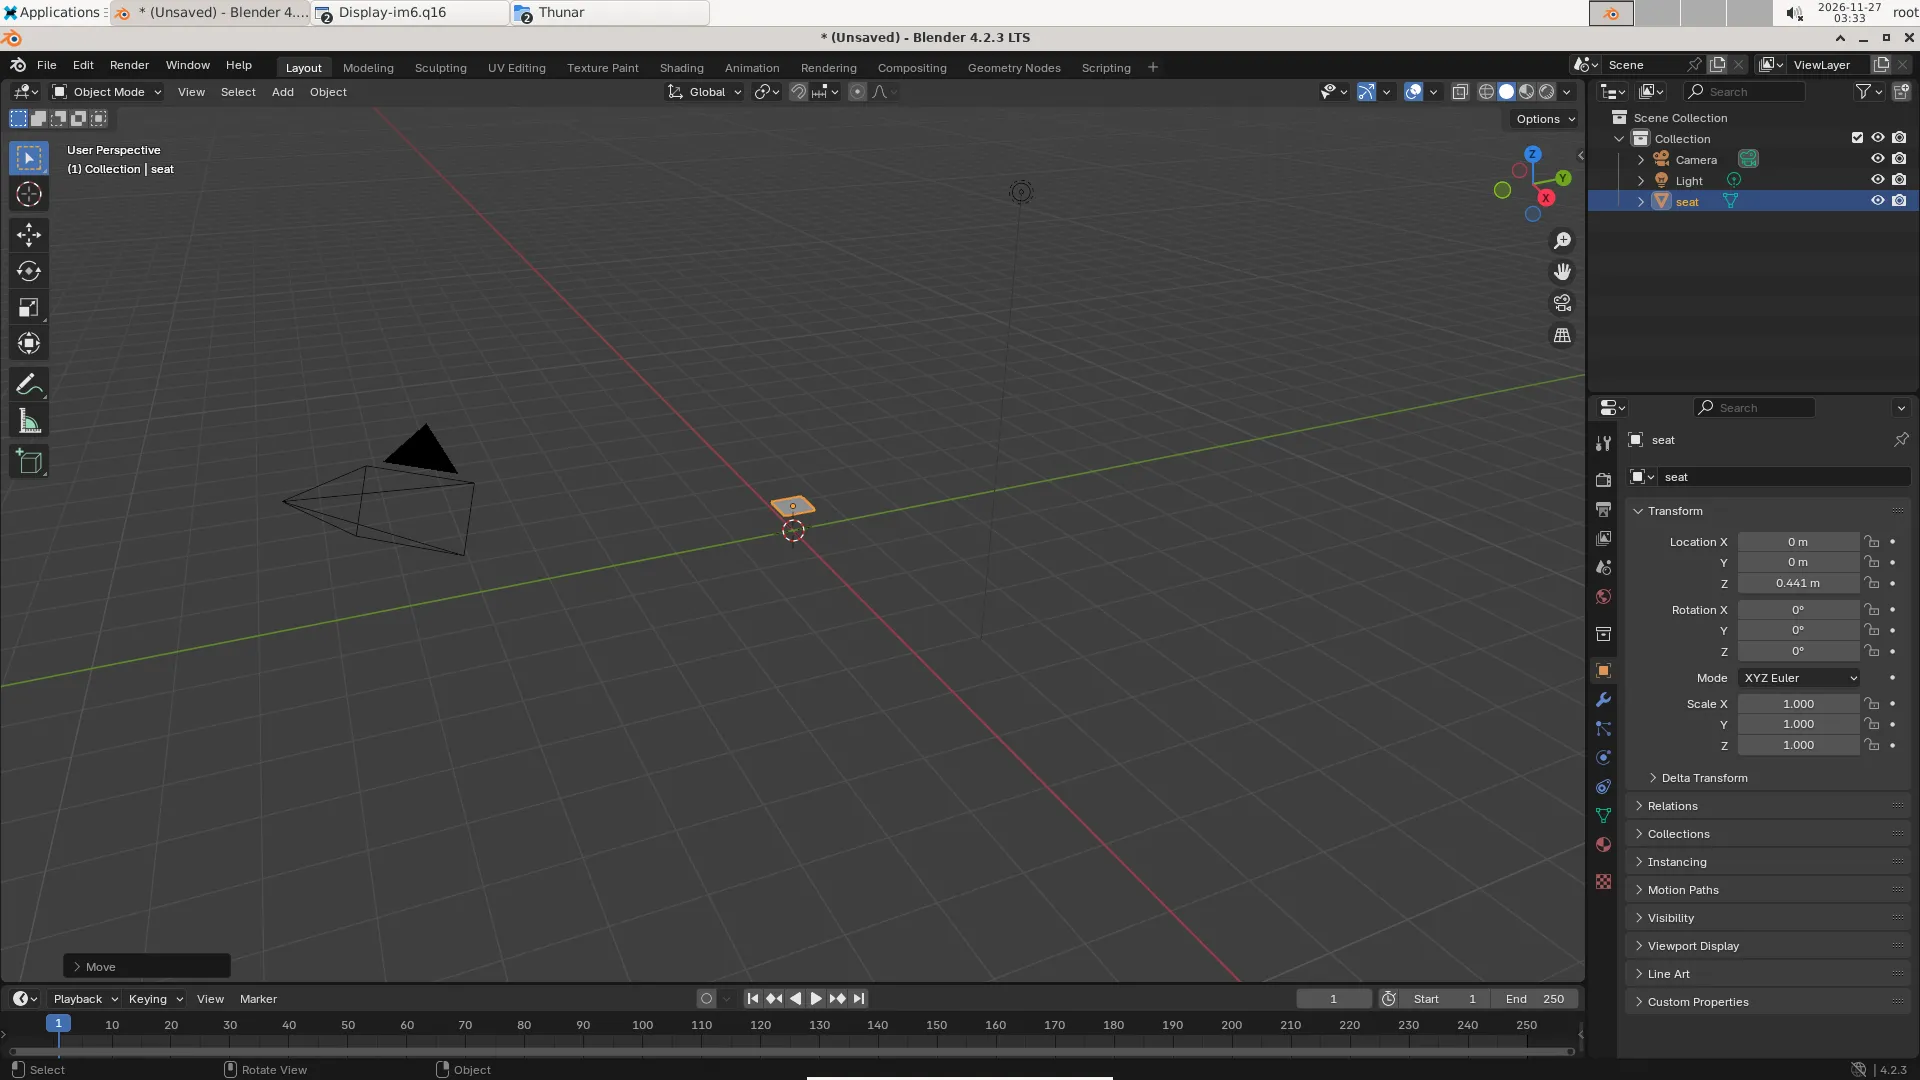 Applications
* (Unsaved) - Blender 4....
2 Display-im6.q16
2 Thunar
2026-11-27
03:33
root
* (Unsaved) - Blender 4.2.3 LTS
File Edit Render Window Help
Layout Modeling Sculpting UV Editing Texture Paint Shading Animation Rendering Compositing Geometry Nodes Scripting +
Scene
ViewLayer
Object Mode View Select Add Object
Global
Search
Options
User Perspective
(1) Collection | seat
Z
Y
X
Scene Collection
Collection
Camera
Light
seat
Search
seat
seat
Transform
Location X 0 m
Y 0 m
Z 0.441 m
Rotation X 0°
Y 0°
Z 0°
Mode XYZ Euler
Scale X 1.000
Y 1.000
Z 1.000
Delta Transform
Relations
Collections
Instancing
Motion Paths
Visibility
Viewport Display
Line Art
Custom Properties
Move
Playback Keying View Marker
1
Start 1
End 250
1 10 20 30 40 50 60 70 80 90 100 110 120 130 140 150 160 170 180 190 200 210 220 230 240 250
Select
Rotate View
Object
4.2.3